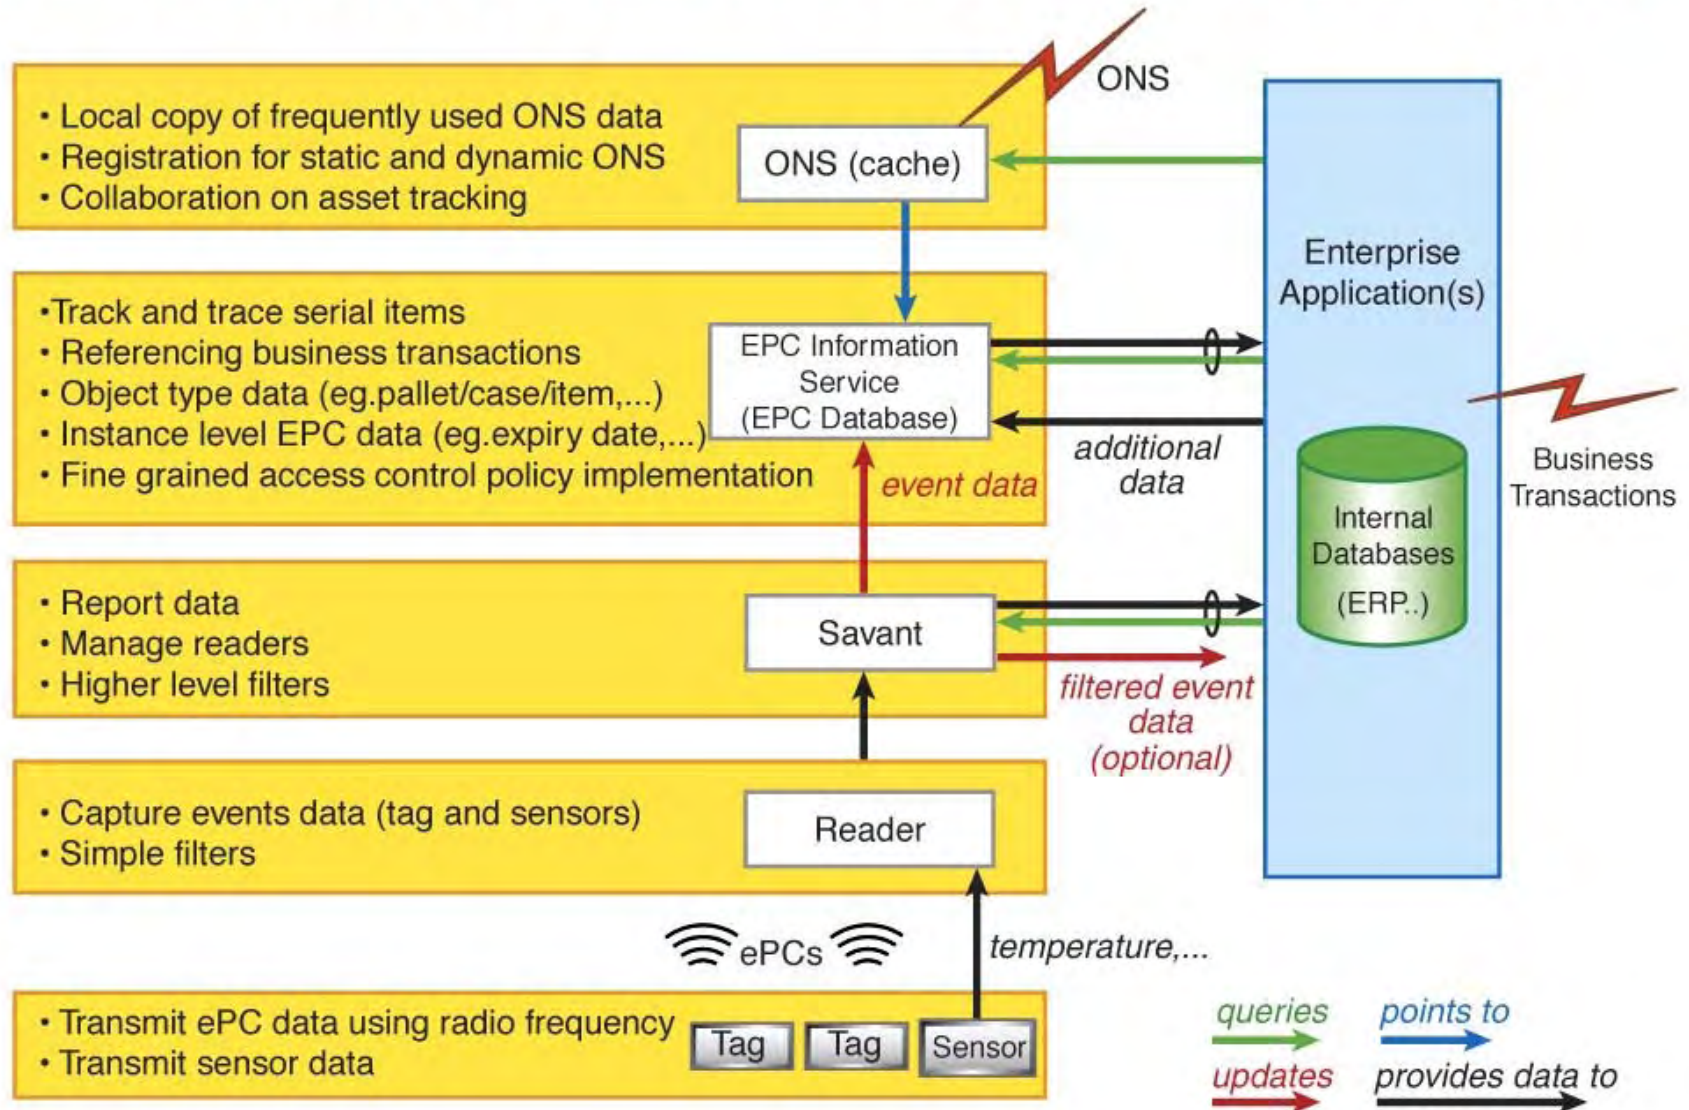 ONS
• Local copy of frequently used ONS data
• Registration for static and dynamic ONS
• Collaboration on asset tracking
ONS (cache)
•Track and trace serial items
• Referencing business transactions
• Object type data (eg.pallet/case/item,...)
• Instance level EPC data (eg.expiry date,...)
• Fine grained access control policy implementation
EPC Information
Service
(EPC Database)
event data
additional
data
Enterprise
Application(s)
Internal
Databases
(ERP..)
Business
Transactions
• Report data
• Manage readers
• Higher level filters
Savant
filtered event
data
(optional)
• Capture events data (tag and sensors)
• Simple filters
Reader
ePCs
temperature,...
• Transmit ePC data using radio frequency
• Transmit sensor data
Tag
Tag
Sensor
queries
points to
updates
provides data to